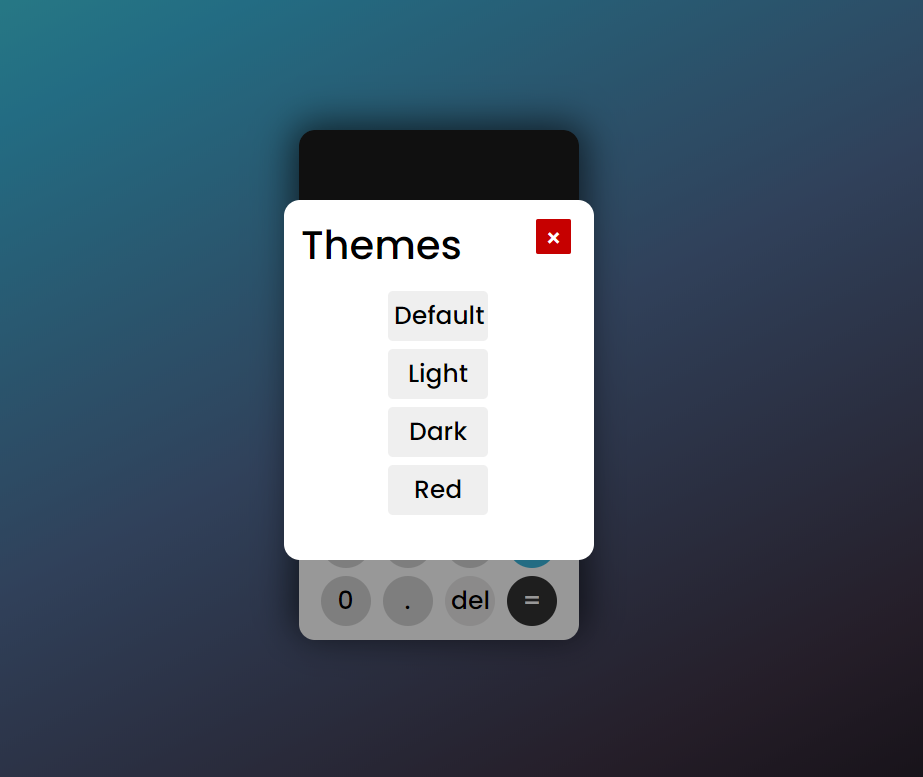 Themes ×
Default
Light
Dark
Red
0 . del =